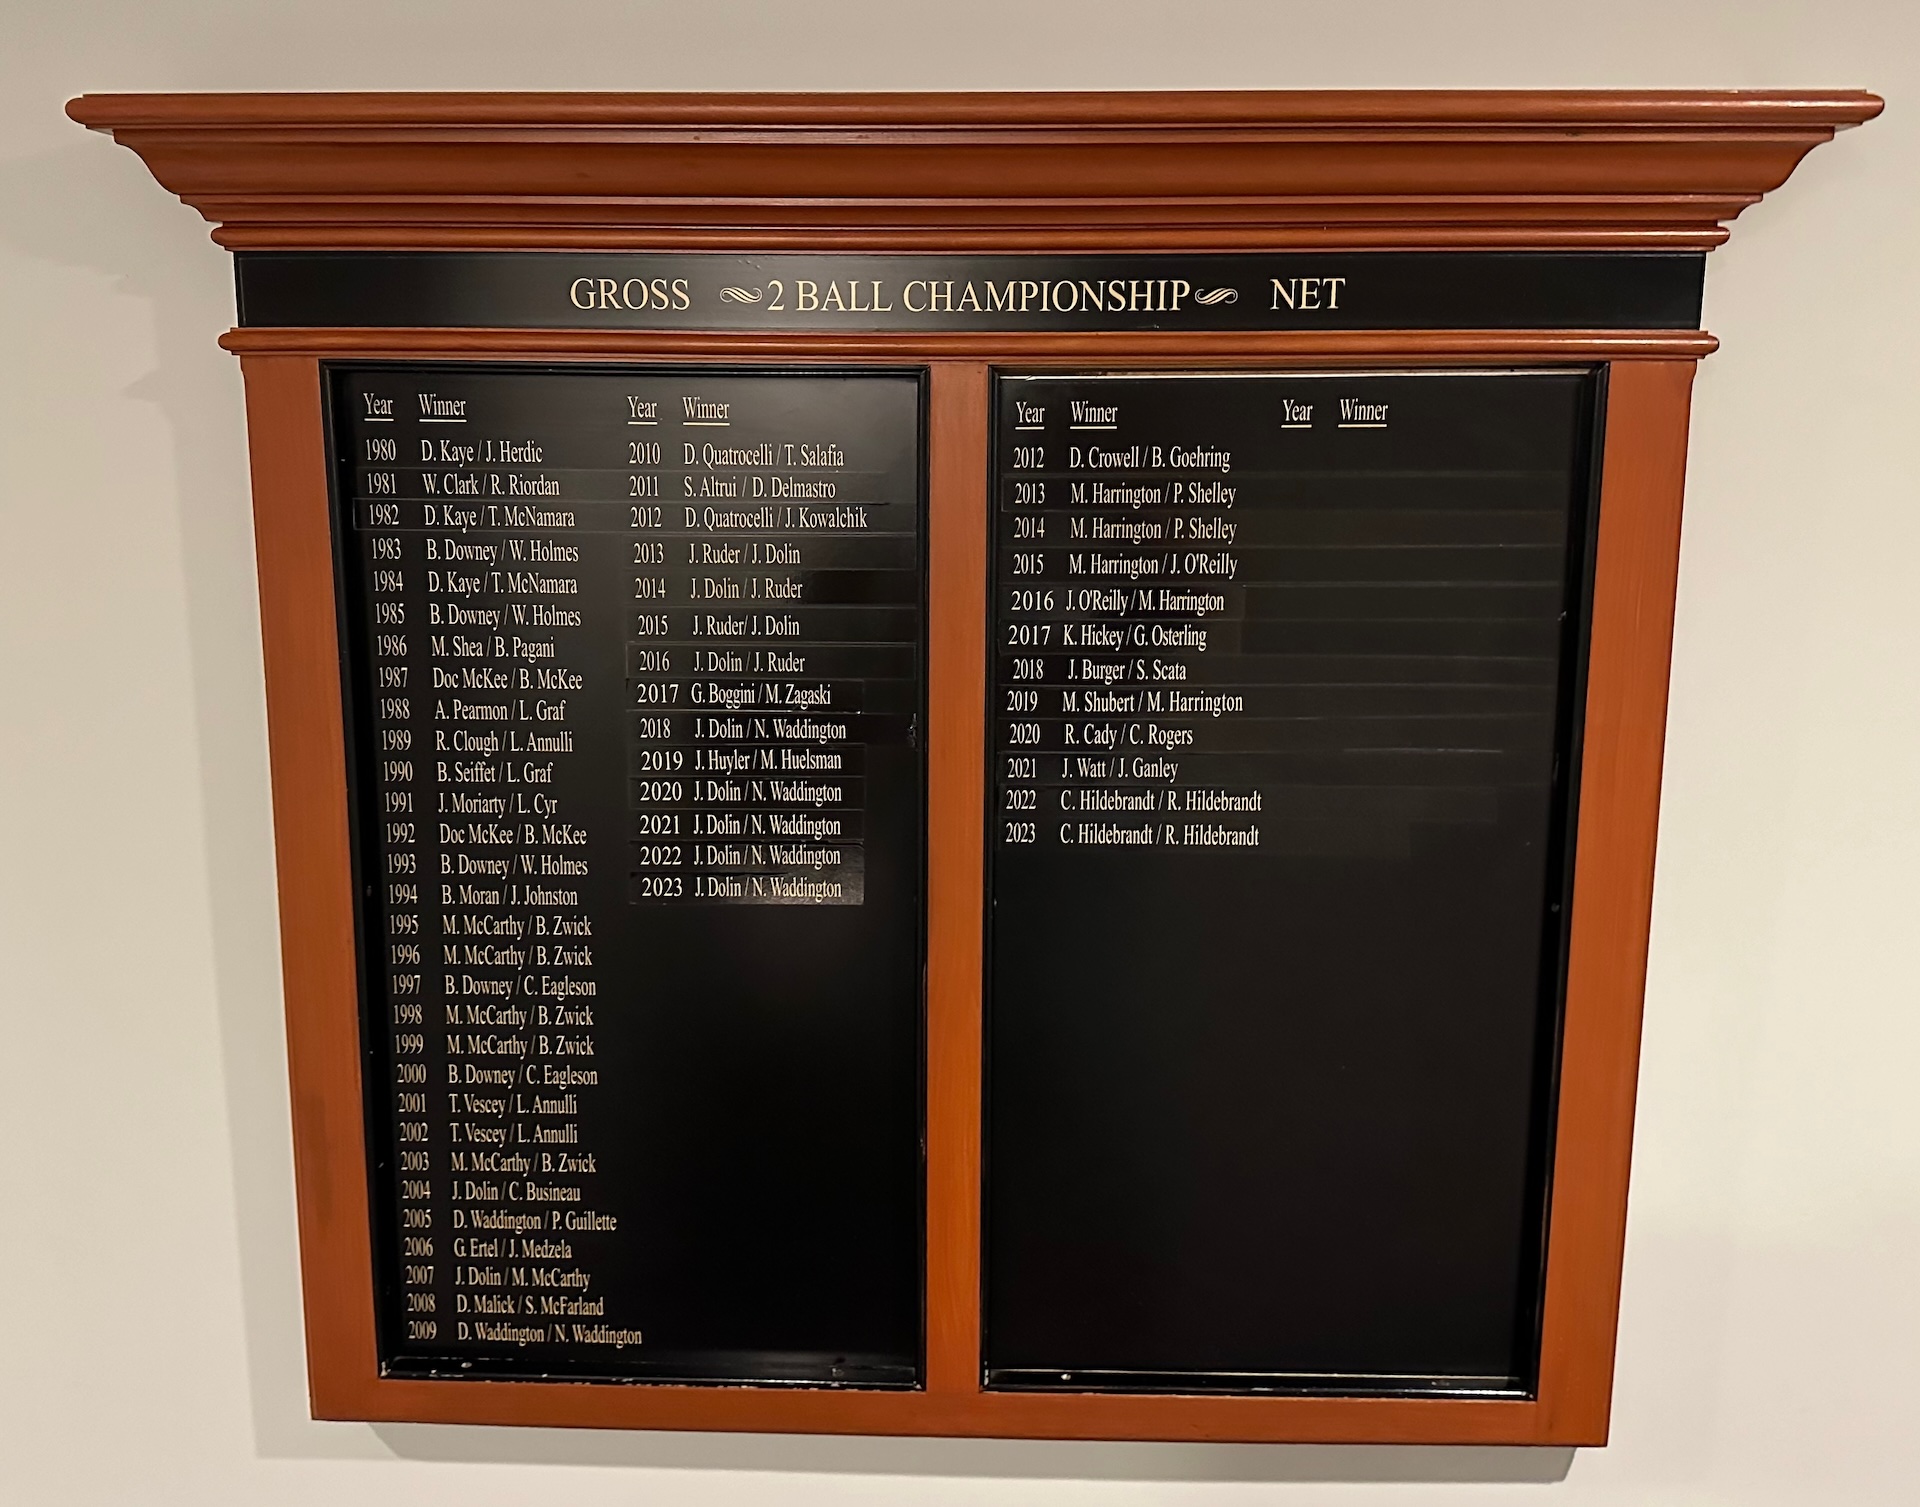 GROSS 2 BALL CHAMPIONSHIP NET
Year Winner
1980 D. Kaye / J. Herdic
1981 W. Clark / R. Riordan
1982 D. Kaye / T. McNamara
1983 B. Downey / W. Holmes
1984 D. Kaye / T. McNamara
1985 B. Downey / W. Holmes
1986 M. Shea / B. Pagani
1987 Doc McKee / B. McKee
1988 A. Pearmon / L. Graf
1989 R. Clough / L. Annulli
1990 B. Seiffet / L. Graf
1991 J. Moriarty / L. Cyr
1992 Doc McKee / B. McKee
1993 B. Downey / W. Holmes
1994 B. Moran / J. Johnston
1995 M. McCarthy / B. Zwick
1996 M. McCarthy / B. Zwick
1997 B. Downey / C. Eagleson
1998 M. McCarthy / B. Zwick
1999 M. McCarthy / B. Zwick
2000 B. Downey / C. Eagleson
2001 T. Vescey / L. Annulli
2002 T. Vescey / L. Annulli
2003 M. McCarthy / B. Zwick
2004 J. Dolin / C. Busineau
2005 D. Waddington / P. Guillette
2006 G. Ertel / J. Medzela
2007 J. Dolin / M. McCarthy
2008 D. Malick / S. McFarland
2009 D. Waddington / N. Waddington
Year Winner
2010 D. Quatrocelli / T. Salafia
2011 S. Altrui / D. Delmastro
2012 D. Quatrocelli / J. Kowalchik
2013 J. Ruder / J. Dolin
2014 J. Dolin / J. Ruder
2015 J. Ruder/ J. Dolin
2016 J. Dolin / J. Ruder
2017 G. Boggini / M. Zagaski
2018 J. Dolin / N. Waddington
2019 J. Huyler / M. Huelsman
2020 J. Dolin / N. Waddington
2021 J. Dolin / N. Waddington
2022 J. Dolin / N. Waddington
2023 J. Dolin / N. Waddington
Year Winner
2012 D. Crowell / B. Goehring
2013 M. Harrington / P. Shelley
2014 M. Harrington / P. Shelley
2015 M. Harrington / J. O'Reilly
2016 J. O'Reilly / M. Harrington
2017 K. Hickey / G. Osterling
2018 J. Burger / S. Scata
2019 M. Shubert / M. Harrington
2020 R. Cady / C. Rogers
2021 J. Watt / J. Ganley
2022 C. Hildebrandt / R. Hildebrandt
2023 C. Hildebrandt / R. Hildebrandt
Year Winner